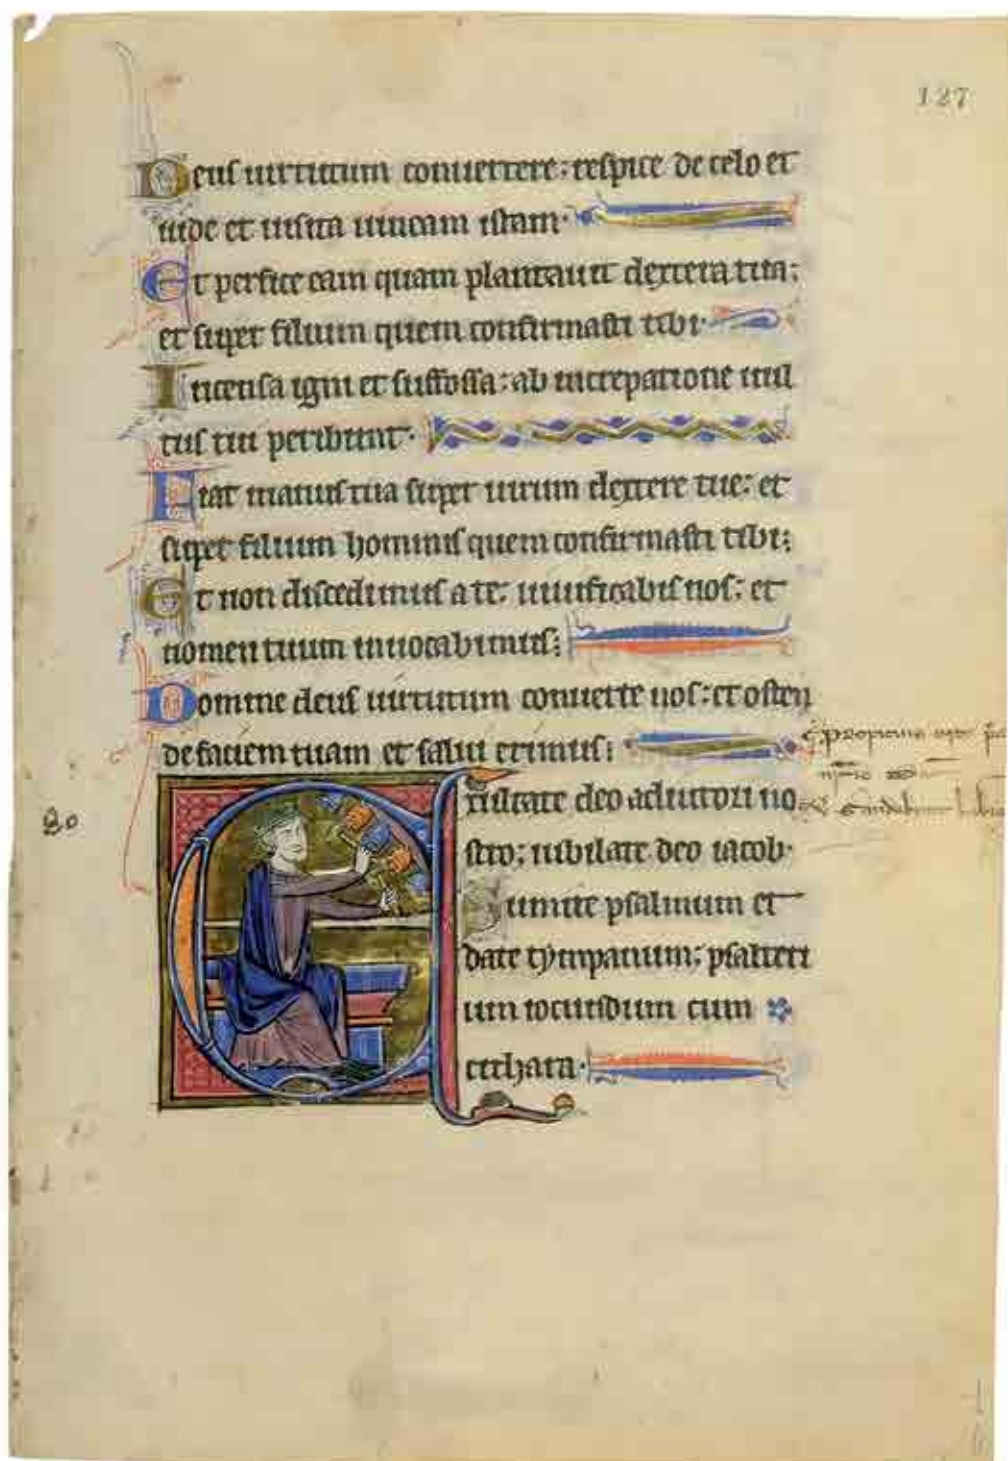 127
Deus uirtutum conuertere: respice de celo et
uide et uisita uineam istam.
Et perfice eam quam plantauit dextera tua:
et super filium quem confirmasti tibi.
Incensa igni et suffossa: ab increpatione uul
tus tui peribunt.
Fiat manus tua super uirum dextere tue: et
super filium hominis quem confirmasti tibi;
Et non discedimus a te: uiuificabis nos: et
nomen tuum inuocabimus;
Domine deus uirtutum conuerte nos: et osten
de faciem tuam et salui erimus;
80
Exultate deo adiutori no
stro; iubilate deo iacob.
Sumite psalmum et
date tympanum; psalteri
um iocundum cum
cithara.